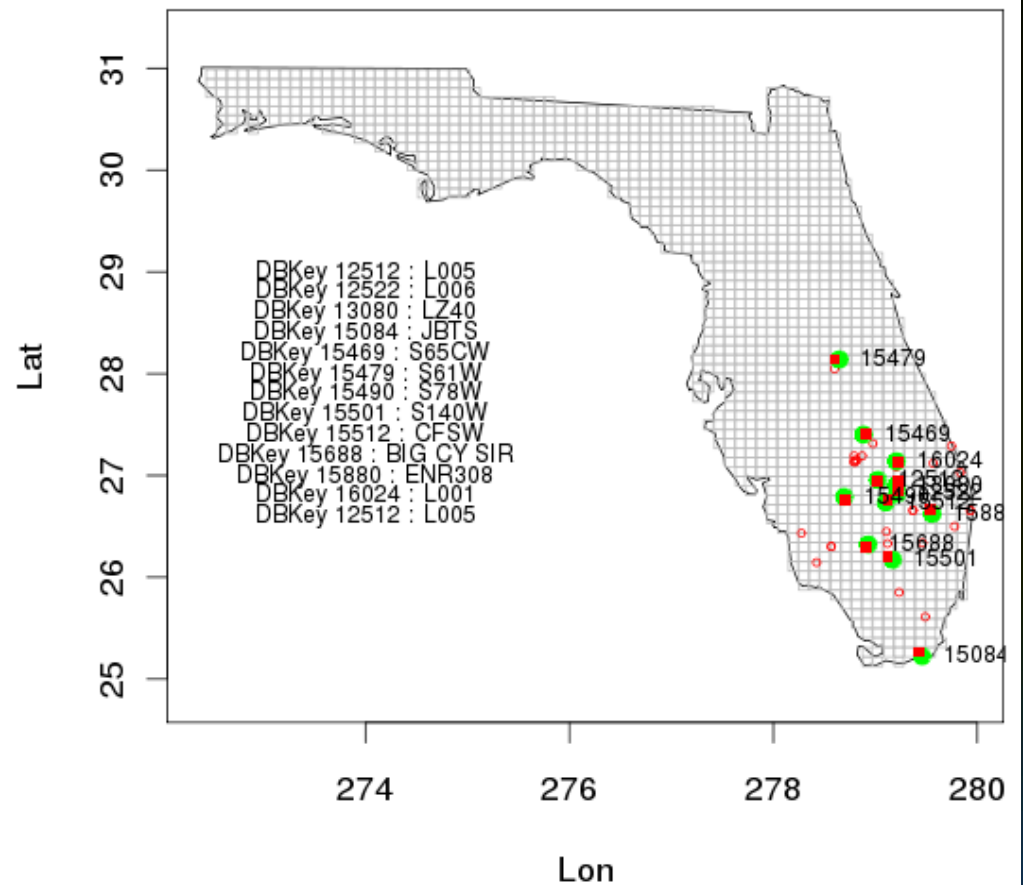 31
30
29
28
27
26
25
Lat
DBKey 12512 : L005
DBKey 12522 : L006
DBKey 13080 : LZ40
DBKey 15084 : JBTS
DBKey 15469 : S65CW
DBKey 15479 : S61W
DBKey 15490 : S78W
DBKey 15501 : S140W
DBKey 15512 : CFSW
DBKey 15688 : BIG CY SIR
DBKey 15880 : ENR308
DBKey 16024 : L001
DBKey 12512 : L005
15479
15469
16024
1588
15688
15501
15084
274 276 278 280
Lon